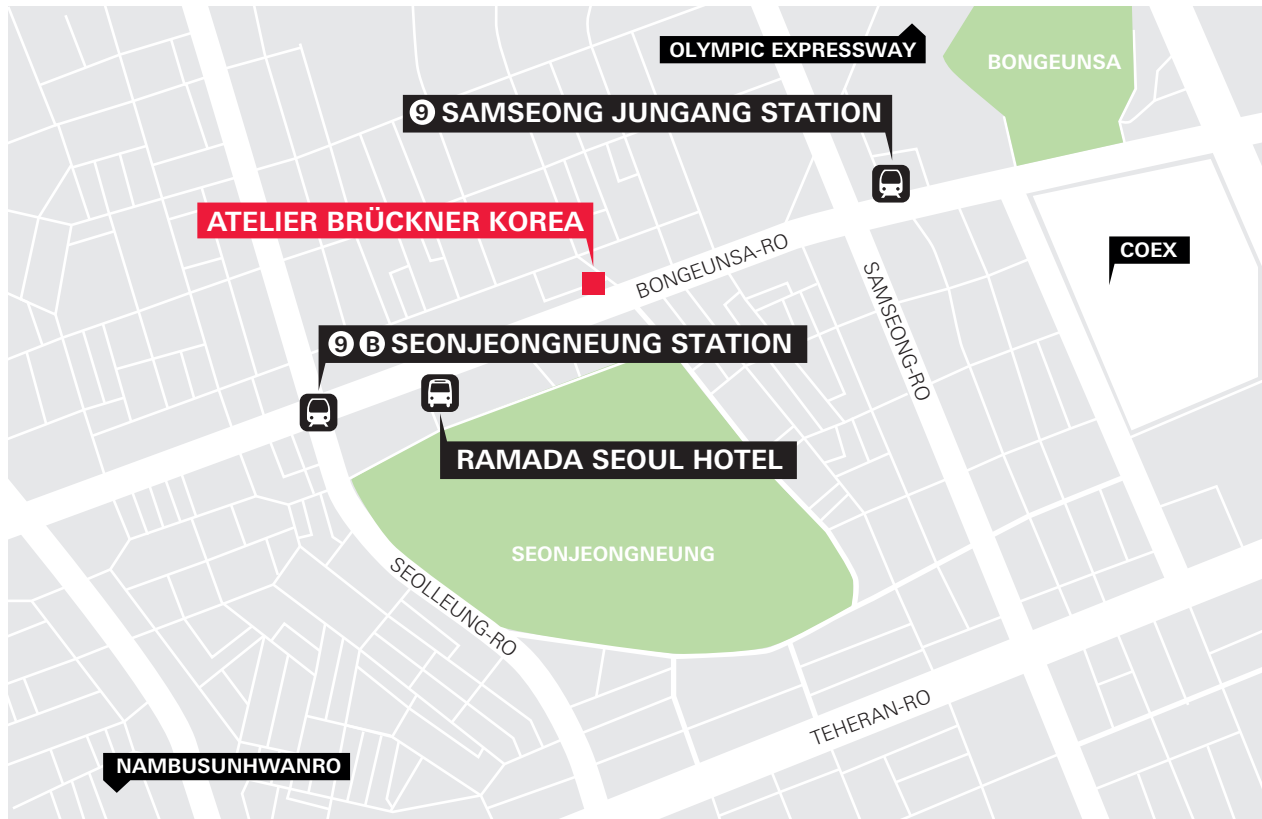 OLYMPIC EXPRESSWAY
BONGEUNSA
9 SAMSEONG JUNGANG STATION
ATELIER BRÜCKNER KOREA
BONGEUNSA-RO
COEX
SAMSEONG-RO
9 B SEONJEONGNEUNG STATION
RAMADA SEOUL HOTEL
SEONJEONGNEUNG
SEOLLEUNG-RO
TEHERAN-RO
NAMBUSUNHWANRO